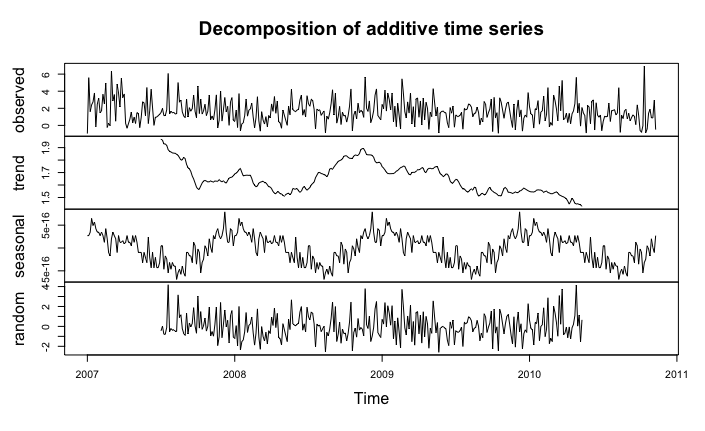 Decomposition of additive time series
observed
0 2 4 6
trend
1.5 1.7 1.9
seasonal
-5e-16 5e-16
random
-2 0 2 4
2007 2008 2009 2010 2011
Time